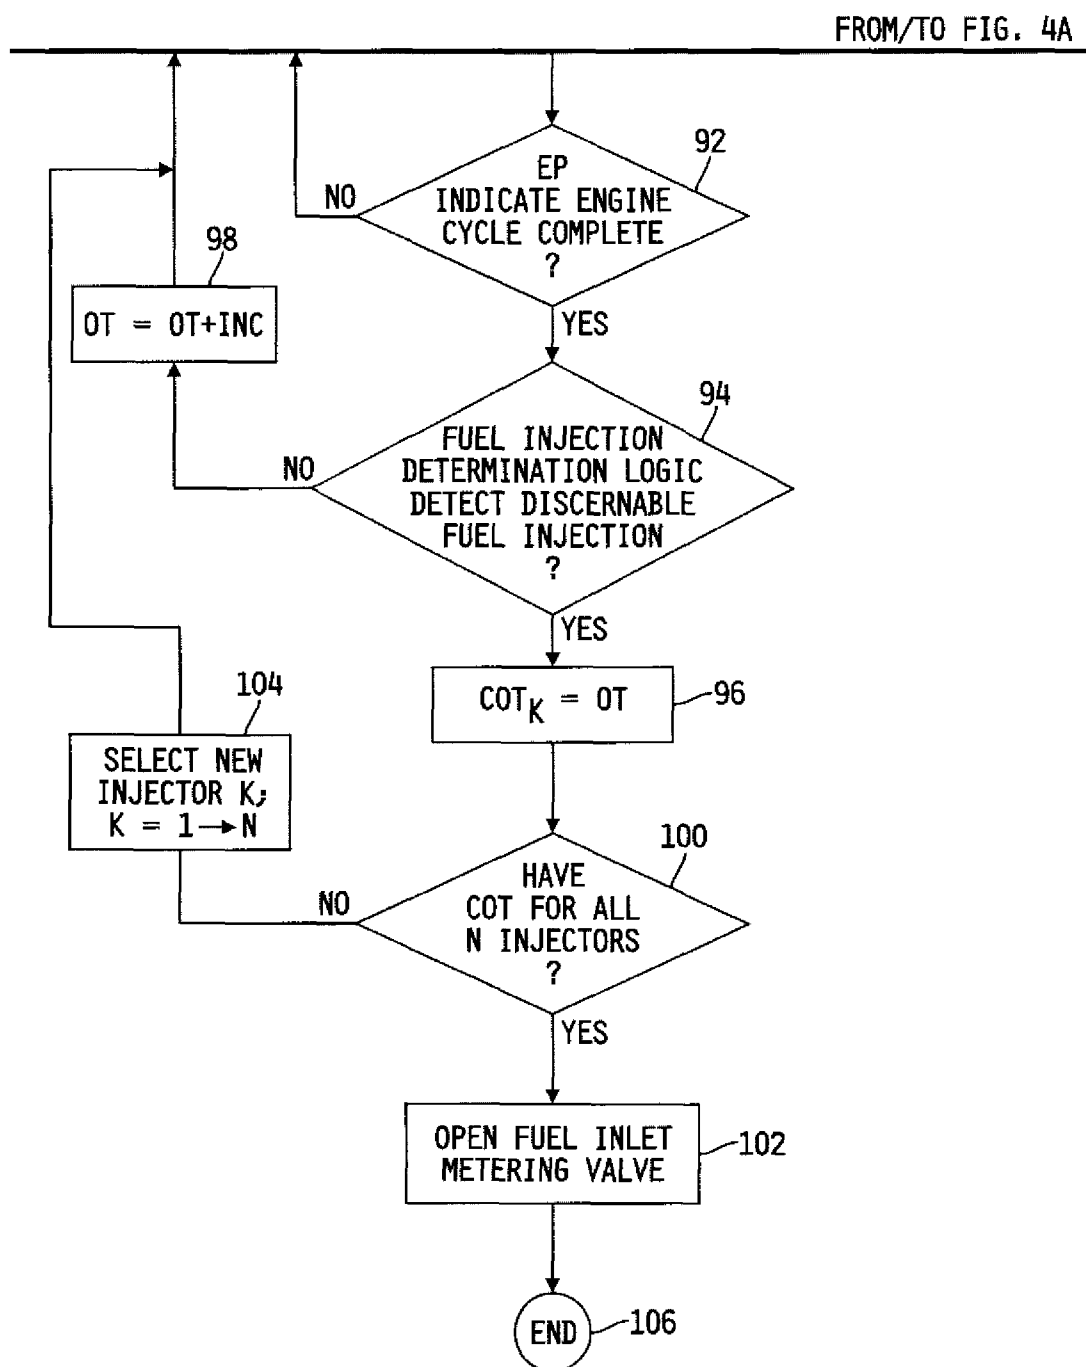 FROM/TO FIG. 4A
92
EP
INDICATE ENGINE
CYCLE COMPLETE
?
NO
YES
98
OT = OT+INC
94
FUEL INJECTION
DETERMINATION LOGIC
DETECT DISCERNABLE
FUEL INJECTION
?
NO
YES
COTK = OT
96
104
SELECT NEW
INJECTOR K;
K = 1→N
100
HAVE
COT FOR ALL
N INJECTORS
?
NO
YES
OPEN FUEL INLET
METERING VALVE
102
END
106